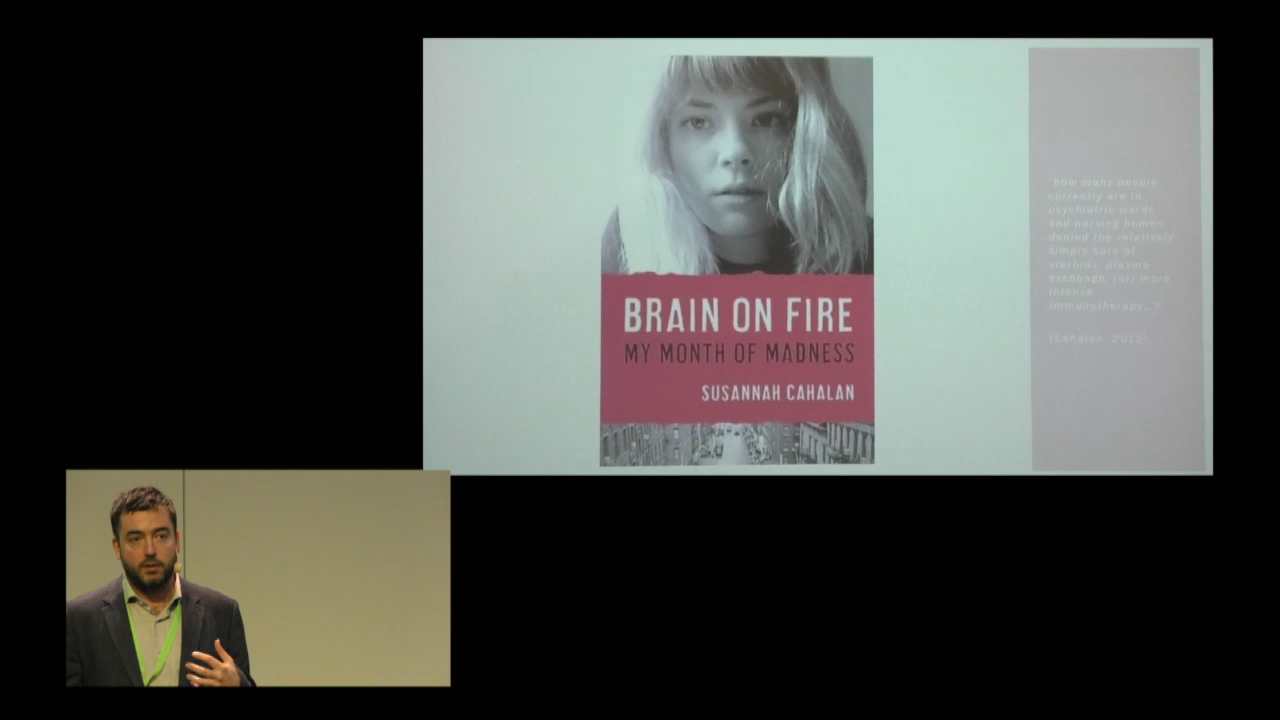 BRAIN ON FIRE
MY MONTH OF MADNESS
SUSANNAH CAHALAN
"how many people
currently are in
psychiatric wards
and nursing homes
denied the relatively
simple cure of
steroids, plasma
exchange, (or) more
intense
immunotherapy...?"
(Cahalan, 2012).